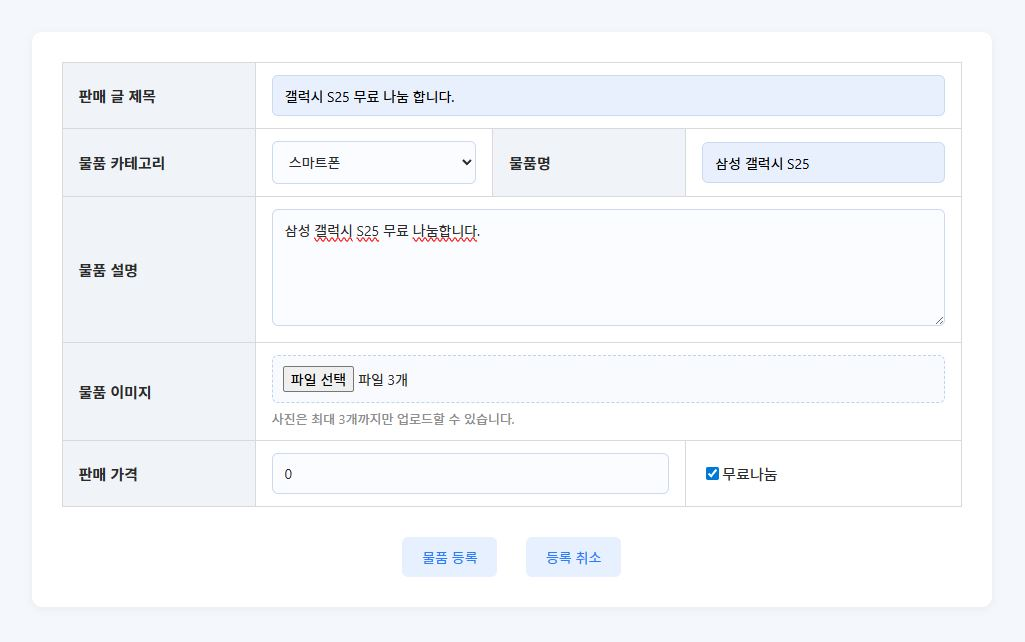 판매 글 제목 갤럭시 S25 무료 나눔 합니다.
물품 카테고리 스마트폰 물품명 삼성 갤럭시 S25
물품 설명 삼성 갤럭시 S25 무료 나눔합니다.
물품 이미지 파일 선택 파일 3개
사진은 최대 3개까지만 업로드할 수 있습니다.
판매 가격 0 무료나눔
물품 등록 등록 취소